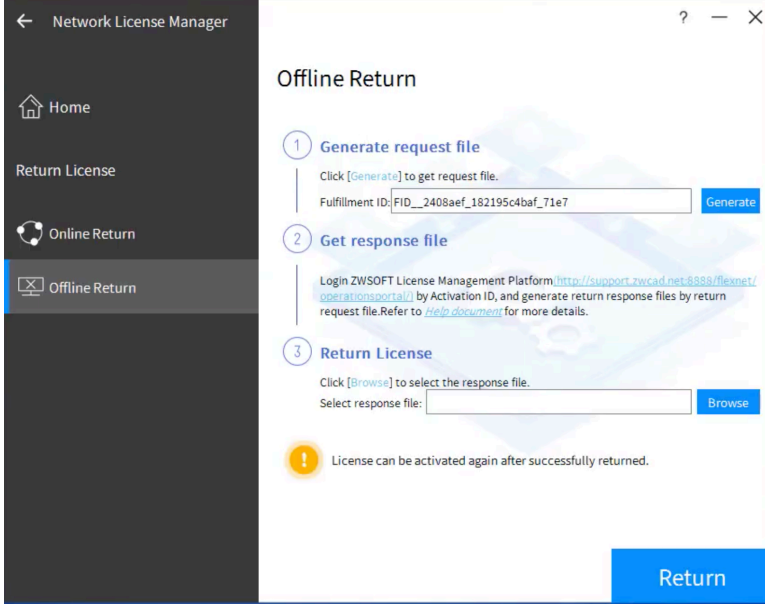 Network License Manager
?
Home
Return License
Online Return
Offline Return
Offline Return
1 Generate request file
Click [Generate] to get request file.
Fulfillment ID: FID__2408aef_182195c4baf_71e7 Generate
2 Get response file
Login ZWSOFT License Management Platform(http://support.zwcad.net:8888/flexnet/
operationsportal/) by Activation ID, and generate return response files by return
request file.Refer to Help document for more details.
3 Return License
Click [Browse] to select the response file.
Select response file: Browse
! License can be activated again after successfully returned.
Return